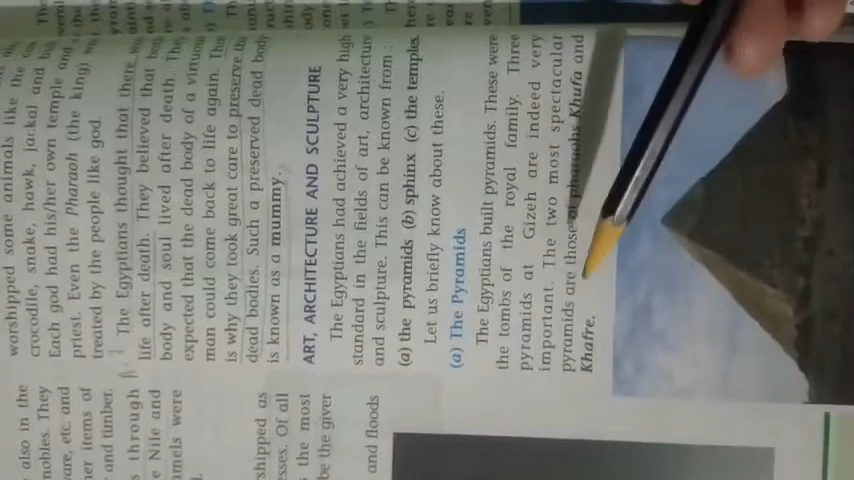 also in the
nobles. They
ware, etc. and
items of
and timber.
through
Nile and
were
as
Of all
the most
be the giver
and floods
worshipped some animals like the
crocodile, snake, hawk, jackal and
Each god had his/her own temple and
priest. Even the Pharaoh (the king)
treated by the people like god.
The Egyptians thought that there
life after death. They believed that
body and soul lived after death.
expected that the dead body of a virtuous
man could come back to life again.
is why they took great care to preserve the
dead bodies. Such a preserved dead body
is known as a mummy.
ART, ARCHITECTURE AND SCULPTURE
The Egyptians had achieved a very high
standard in the fields of art, architecture
and sculpture. This can be known from :
(a) the pyramids (b) sphinx (c) the temples
Let us briefly know about these.
(a) The Pyramids
The Egyptians built pyramids. These were
the tombs of the royal family. Three
pyramids at Gizeh are indeed very
important. The two most spectacular
pyramids are those of pharaohs Khufa and
Khafre.